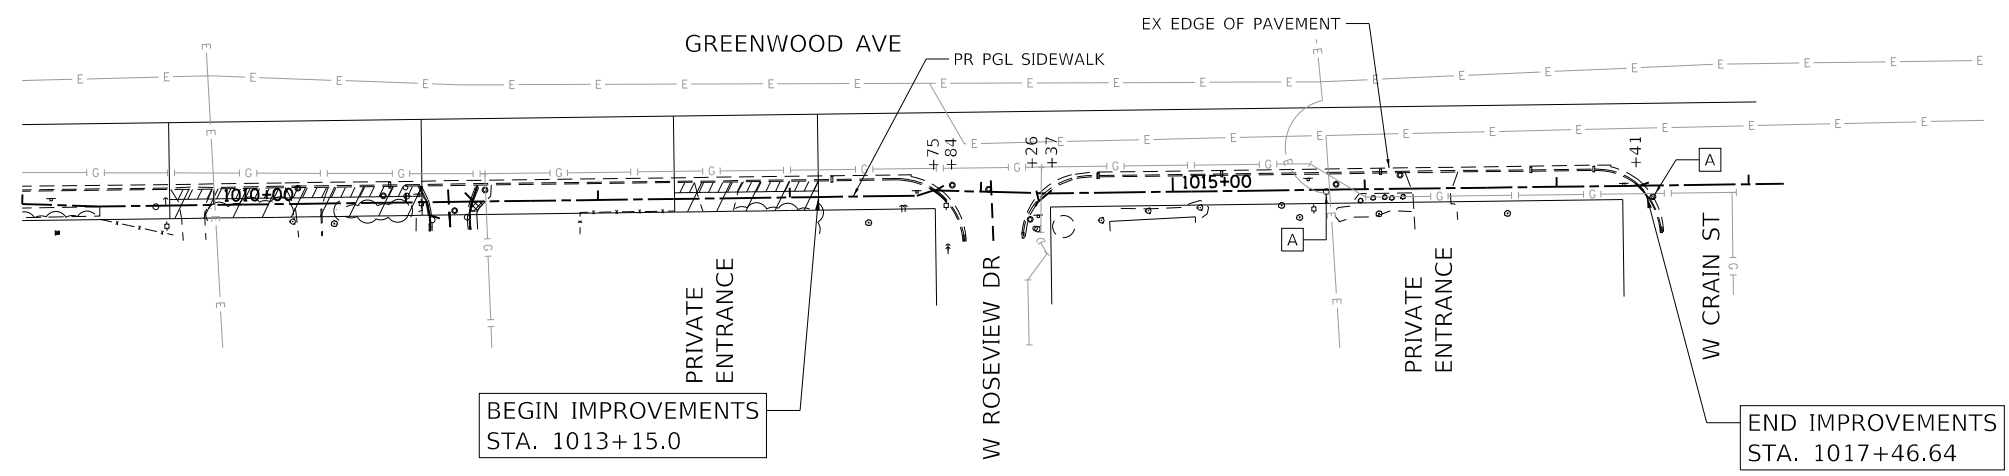 EX EDGE OF PAVEMENT
GREENWOOD AVE
PR PGL SIDEWALK
E E E E E E E E E E E E E E E E E E E E E E E
E E E E E E E E E E E E
+75
+84
+26
+37
+41
G G G G G G G G
1010+00
1015+00
A
A
G G
PRIVATE
ENTRANCE
W ROSEVIEW DR
PRIVATE
ENTRANCE
W CRAIN ST
BEGIN IMPROVEMENTS
STA. 1013+15.0
END IMPROVEMENTS
STA. 1017+46.64